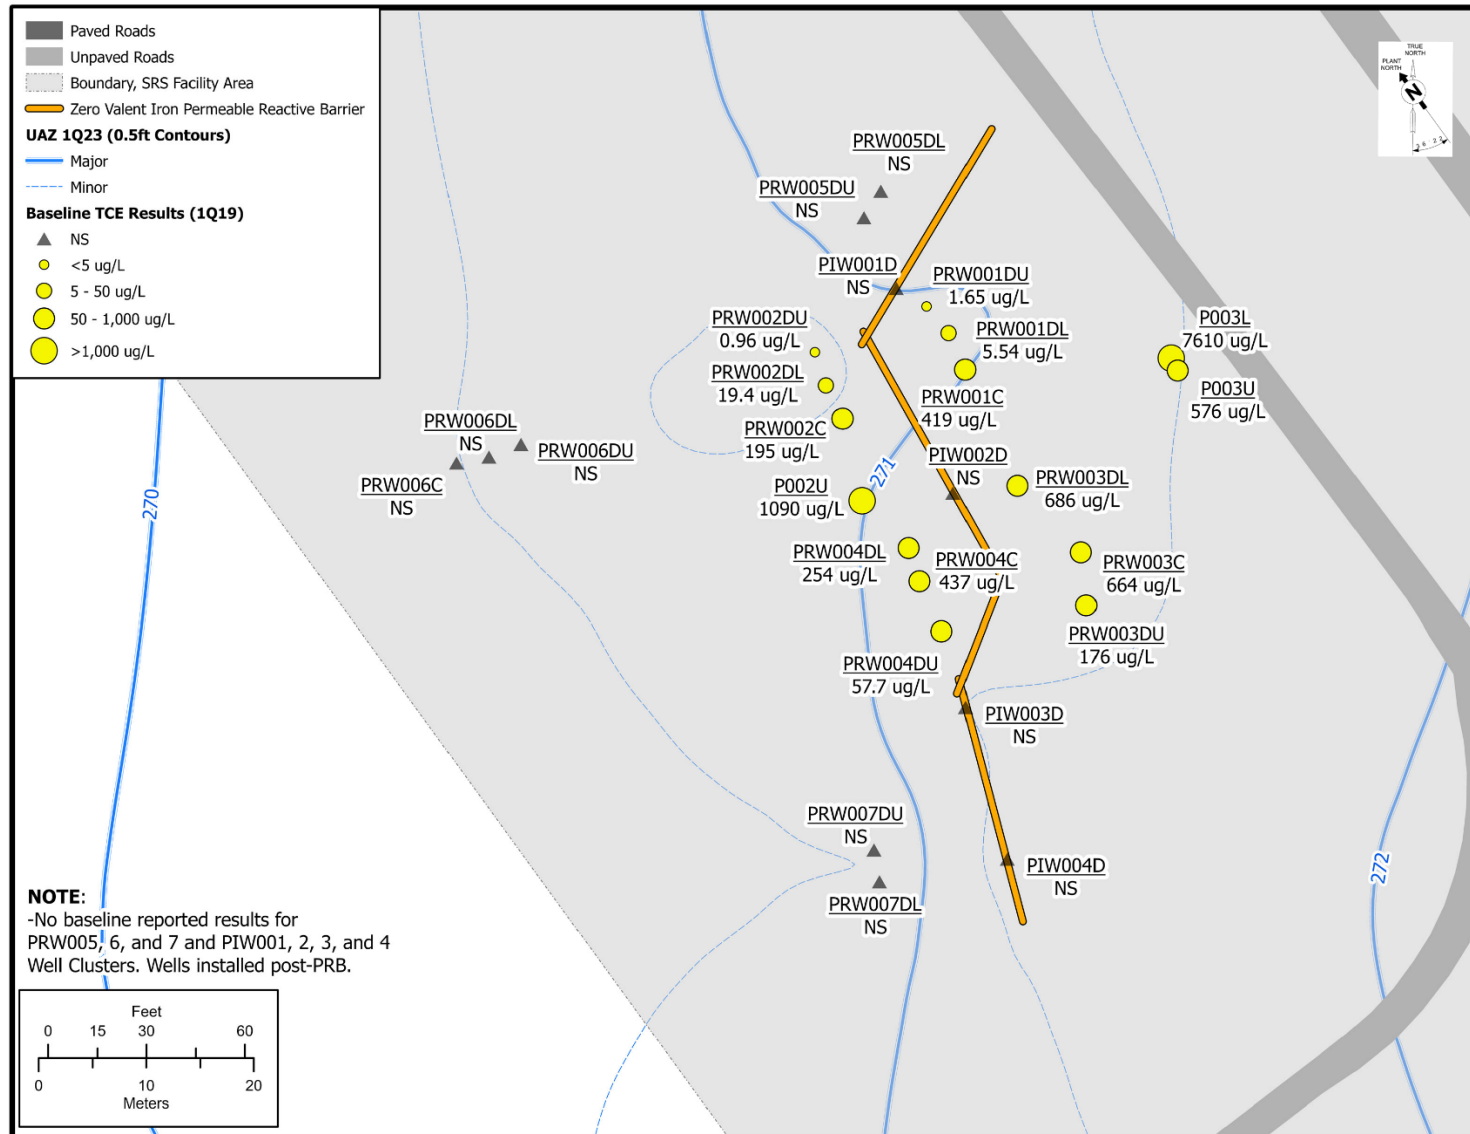 Paved Roads
Unpaved Roads
Boundary, SRS Facility Area
Zero Valent Iron Permeable Reactive Barrier
UAZ 1Q23 (0.5ft Contours)
Major
Minor
Baseline TCE Results (1Q19)
NS
<5 ug/L
5 - 50 ug/L
50 - 1,000 ug/L
>1,000 ug/L
TRUE
NORTH
PLANT
NORTH
N
PRW005DL
NS
PRW005DU
NS
PIW001D
NS
PRW001DU
1.65 ug/L
PRW002DU
0.96 ug/L
PRW001DL
5.54 ug/L
P003L
7610 ug/L
PRW002DL
19.4 ug/L
PRW001C
419 ug/L
P003U
576 ug/L
PRW002C
195 ug/L
PRW006DL
NS
PRW006DU
NS
PRW006C
NS
PIW002D
NS
271
P002U
1090 ug/L
PRW003DL
686 ug/L
270
PRW004DL
254 ug/L
PRW004C
437 ug/L
PRW003C
664 ug/L
PRW003DU
176 ug/L
PRW004DU
57.7 ug/L
PIW003D
NS
PRW007DU
NS
PIW004D
NS
272
PRW007DL
NS
NOTE:
-No baseline reported results for
PRW005, 6, and 7 and PIW001, 2, 3, and 4
Well Clusters. Wells installed post-PRB.
Feet
0 15 30 60
0 10 20
Meters